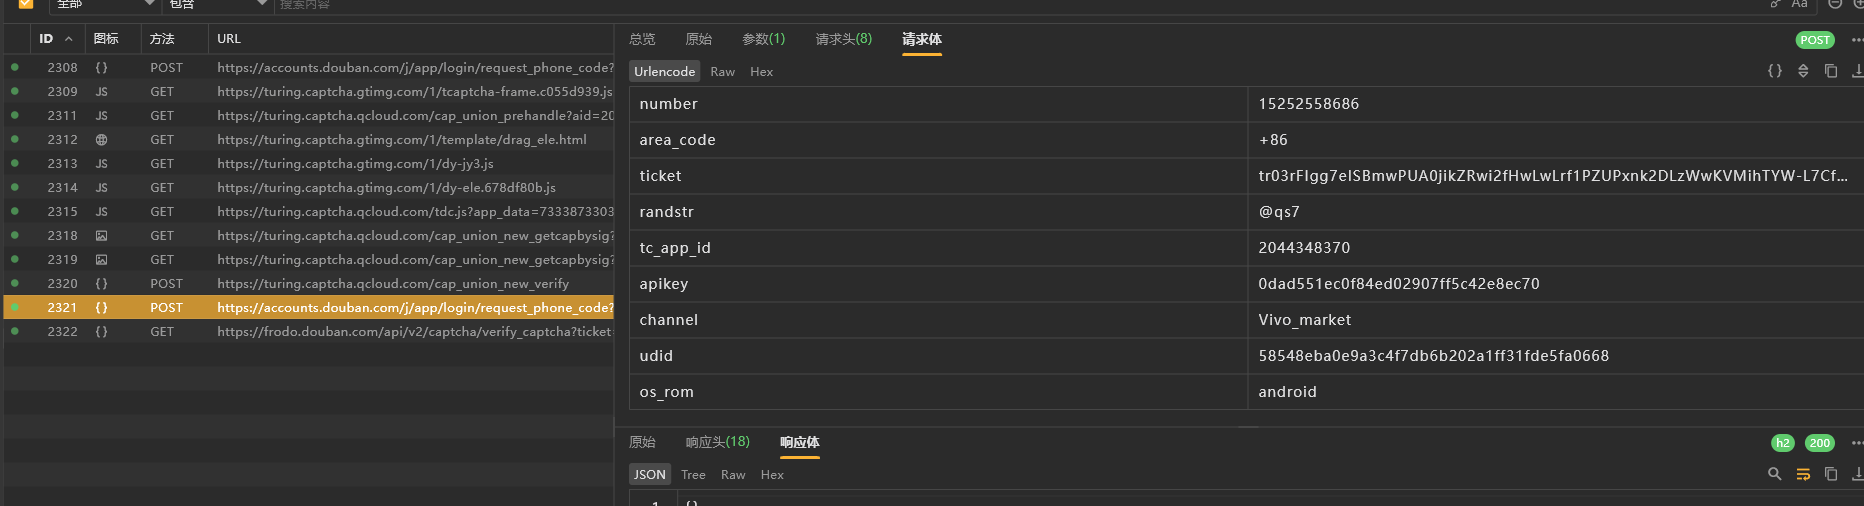 全部 包含 搜索内容 Aa
ID 图标 方法 URL
2308 {} POST https://accounts.douban.com/j/app/login/request_phone_code?
2309 JS GET https://turing.captcha.gtimg.com/1/tcaptcha-frame.c055d939.js
2311 JS GET https://turing.captcha.qcloud.com/cap_union_prehandle?aid=20
2312 GET https://turing.captcha.gtimg.com/1/template/drag_ele.html
2313 JS GET https://turing.captcha.gtimg.com/1/dy-jy3.js
2314 JS GET https://turing.captcha.gtimg.com/1/dy-ele.678df80b.js
2315 JS GET https://turing.captcha.qcloud.com/tdc.js?app_data=7333873303
2318 GET https://turing.captcha.qcloud.com/cap_union_new_getcapbysig?
2319 GET https://turing.captcha.qcloud.com/cap_union_new_getcapbysig?
2320 {} POST https://turing.captcha.qcloud.com/cap_union_new_verify
2321 {} POST https://accounts.douban.com/j/app/login/request_phone_code?
2322 {} GET https://frodo.douban.com/api/v2/captcha/verify_captcha?ticket
总览 原始 参数(1) 请求头(8) 请求体 POST
Urlencode Raw Hex {}
number 15252558686
area_code +86
ticket tr03rFIgg7elSBmwPUA0jikZRwi2fHwLwLrf1PZUPxnk2DLzWwKVMihTYW-L7Cf...
randstr @qs7
tc_app_id 2044348370
apikey 0dad551ec0f84ed02907ff5c42e8ec70
channel Vivo_market
udid 58548eba0e9a3c4f7db6b202a1ff31fde5fa0668
os_rom android
原始 响应头(18) 响应体 h2 200
JSON Tree Raw Hex
1 {}